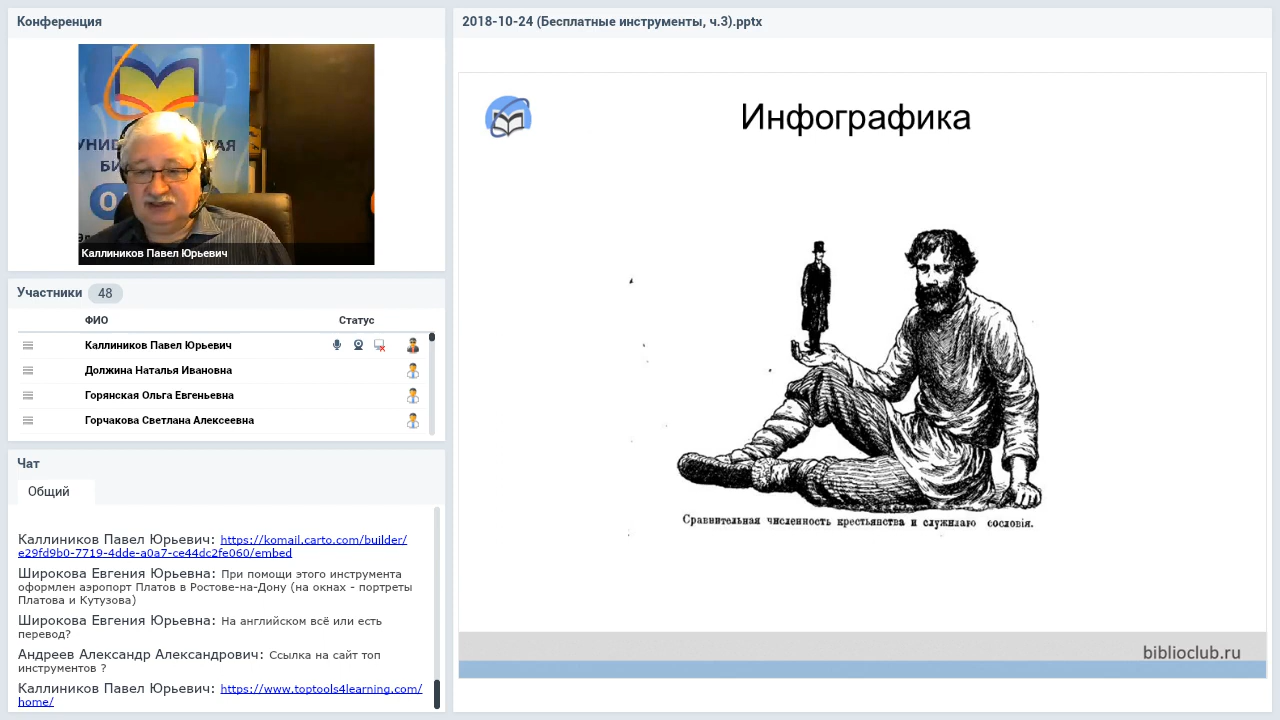 Конференция
УНИ
КАЯ
БИ
О
Каллиников Павел Юрьевич
Участники 48
ФИО Статус
Каллиников Павел Юрьевич
Должина Наталья Ивановна
Горянская Ольга Евгеньевна
Горчакова Светлана Алексеевна
Чат
Общий
Каллиников Павел Юрьевич: https://komail.carto.com/builder/
e29fd9b0-7719-4dde-a0a7-ce44dc2fe060/embed
Широкова Евгения Юрьевна: При помощи этого инструмента
оформлен аэропорт Платов в Ростове-на-Дону (на окнах - портреты
Платова и Кутузова)
Широкова Евгения Юрьевна: На английском всё или есть
перевод?
Андреев Александр Александрович: Ссылка на сайт топ
инструментов ?
Каллиников Павел Юрьевич: https://www.toptools4learning.com/
home/
2018-10-24 (Бесплатные инструменты, ч.3).pptx
Инфографика
Сравнительная численность крестьянства и служилаго сословія.
biblioclub.ru